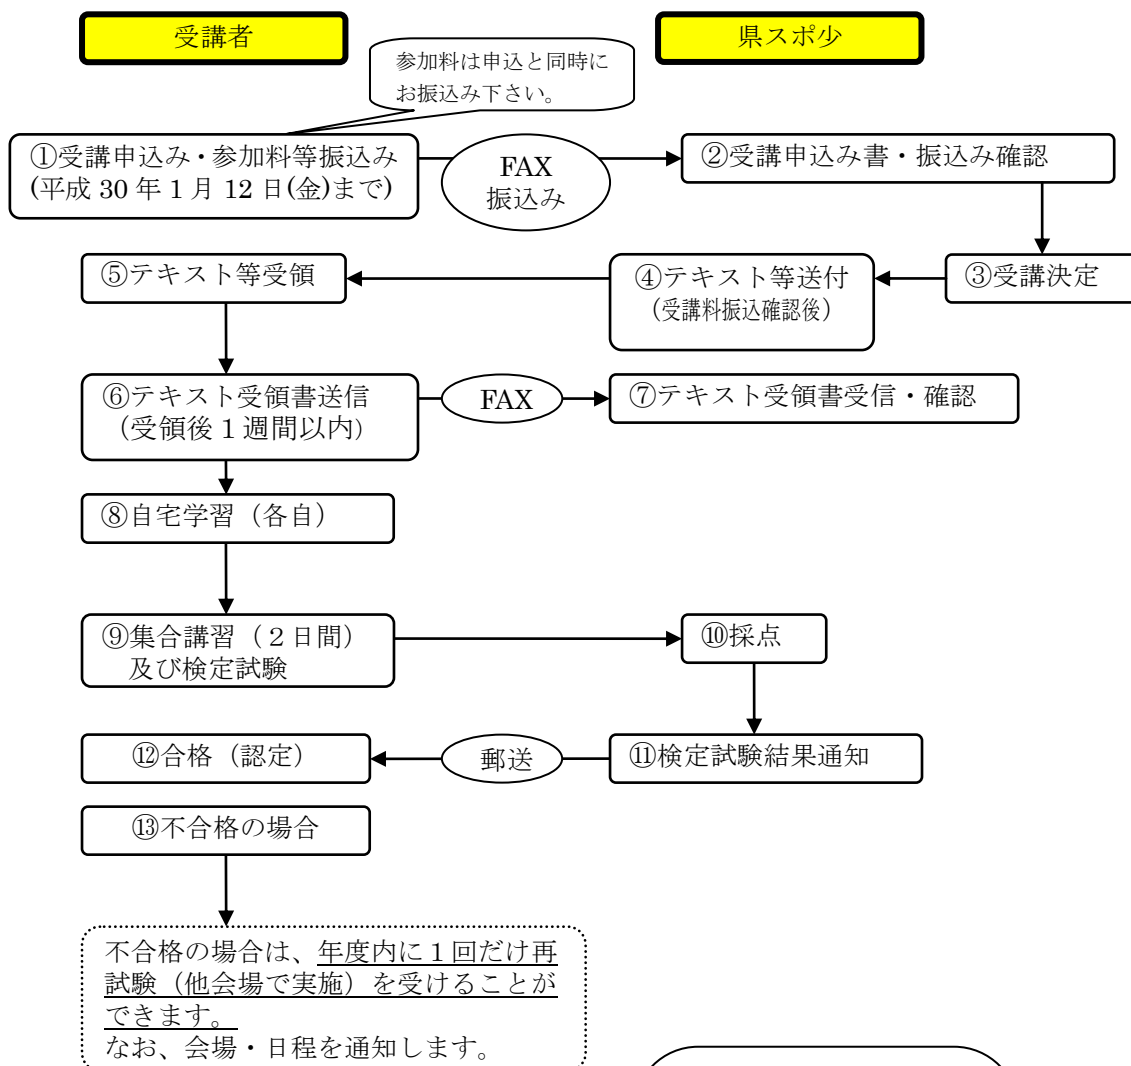 受講者
県スポ少
参加料は申込と同時に
お振込み下さい。
①受講申込み・参加料等振込み
(平成 30 年 1 月 12 日(金)まで)
FAX
振込み
②受講申込み書・振込み確認
③受講決定
④テキスト等送付
（受講料振込確認後）
⑤テキスト等受領
⑥テキスト受領書送信
（受領後 1 週間以内）
FAX
⑦テキスト受領書受信・確認
⑧自宅学習（各自）
⑨集合講習（２日間）
及び検定試験
⑩採点
⑪検定試験結果通知
郵送
⑫合格（認定）
⑬不合格の場合
不合格の場合は、年度内に１回だけ再
試験（他会場で実施）を受けることが
できます。
なお、会場・日程を通知します。